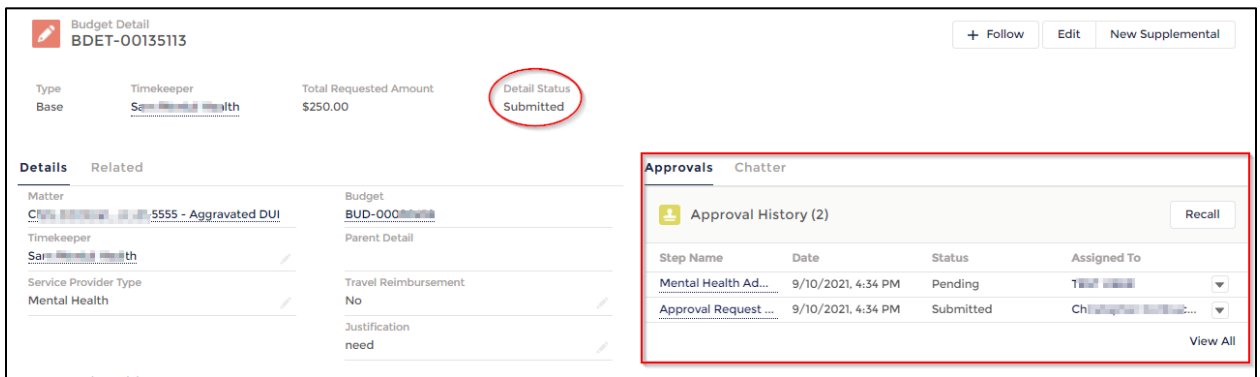 Budget Detail
BDET-00135113
+ Follow
Edit
New Supplemental
Type
Timekeeper
Total Requested Amount
Detail Status
Base
$250.00
Submitted
Details
Related
Matter
5555 - Aggravated DUI
Budget
Timekeeper
Parent Detail
Service Provider Type
Mental Health
Travel Reimbursement
No
Justification
need
Approvals
Chatter
Approval History (2)
Recall
Step Name
Date
Status
Assigned To
Mental Health Ad...
9/10/2021, 4:34 PM
Pending
Approval Request ...
9/10/2021, 4:34 PM
Submitted
View All